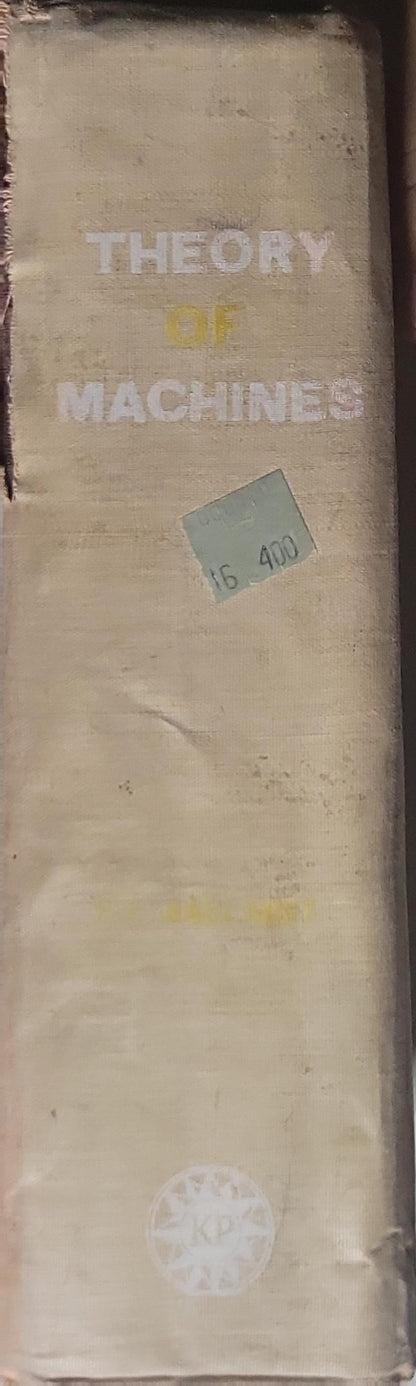 THEORY
OF
MACHINES
16 400
KP